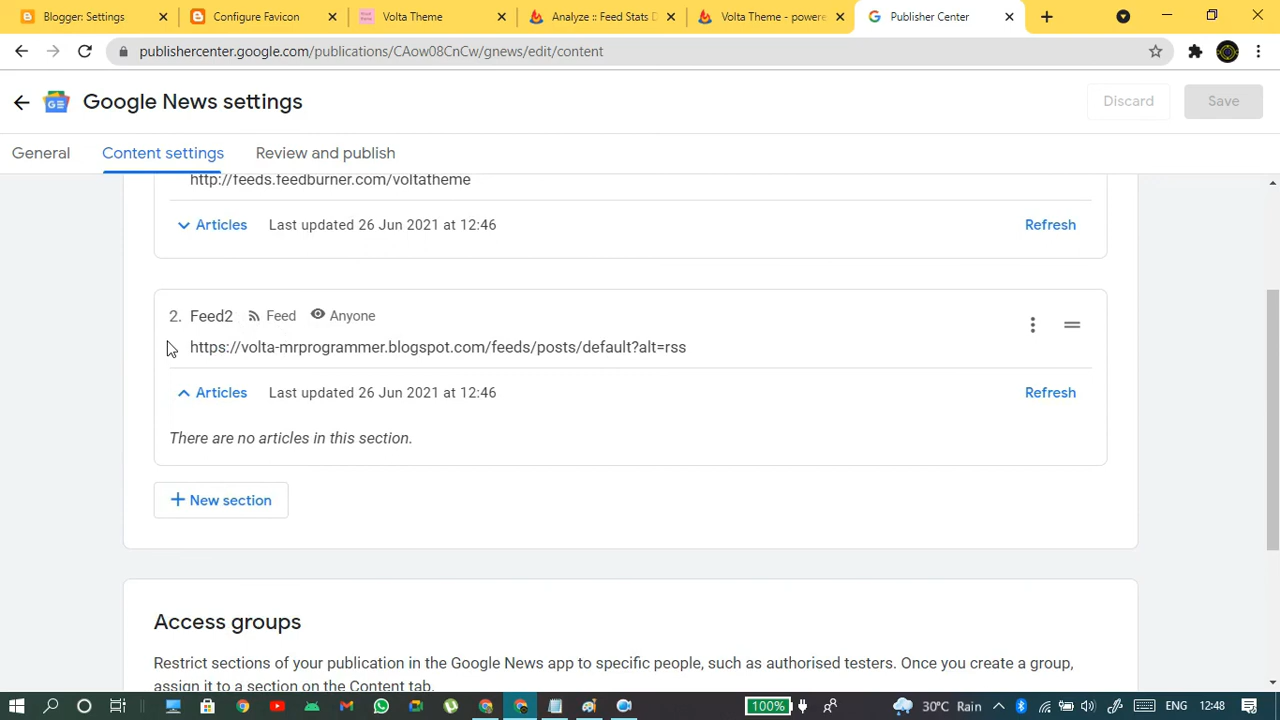 Blogger: Settings
Configure Favicon
Volta Theme
Analyze :: Feed Stats D
Volta Theme - powere
Publisher Center
publishercenter.google.com/publications/CAow08CnCw/gnews/edit/content
Google News settings
Discard
Save
General
Content settings
Review and publish
http://feeds.feedburner.com/voltatheme
Articles
Last updated 26 Jun 2021 at 12:46
Refresh
2. Feed2
Feed
Anyone
https://volta-mrprogrammer.blogspot.com/feeds/posts/default?alt=rss
Articles
Last updated 26 Jun 2021 at 12:46
Refresh
There are no articles in this section.
+ New section
Access groups
Restrict sections of your publication in the Google News app to specific people, such as authorised testers. Once you create a group,
assign it to a section on the Content tab.
100%
30°C Rain
ENG
12:48